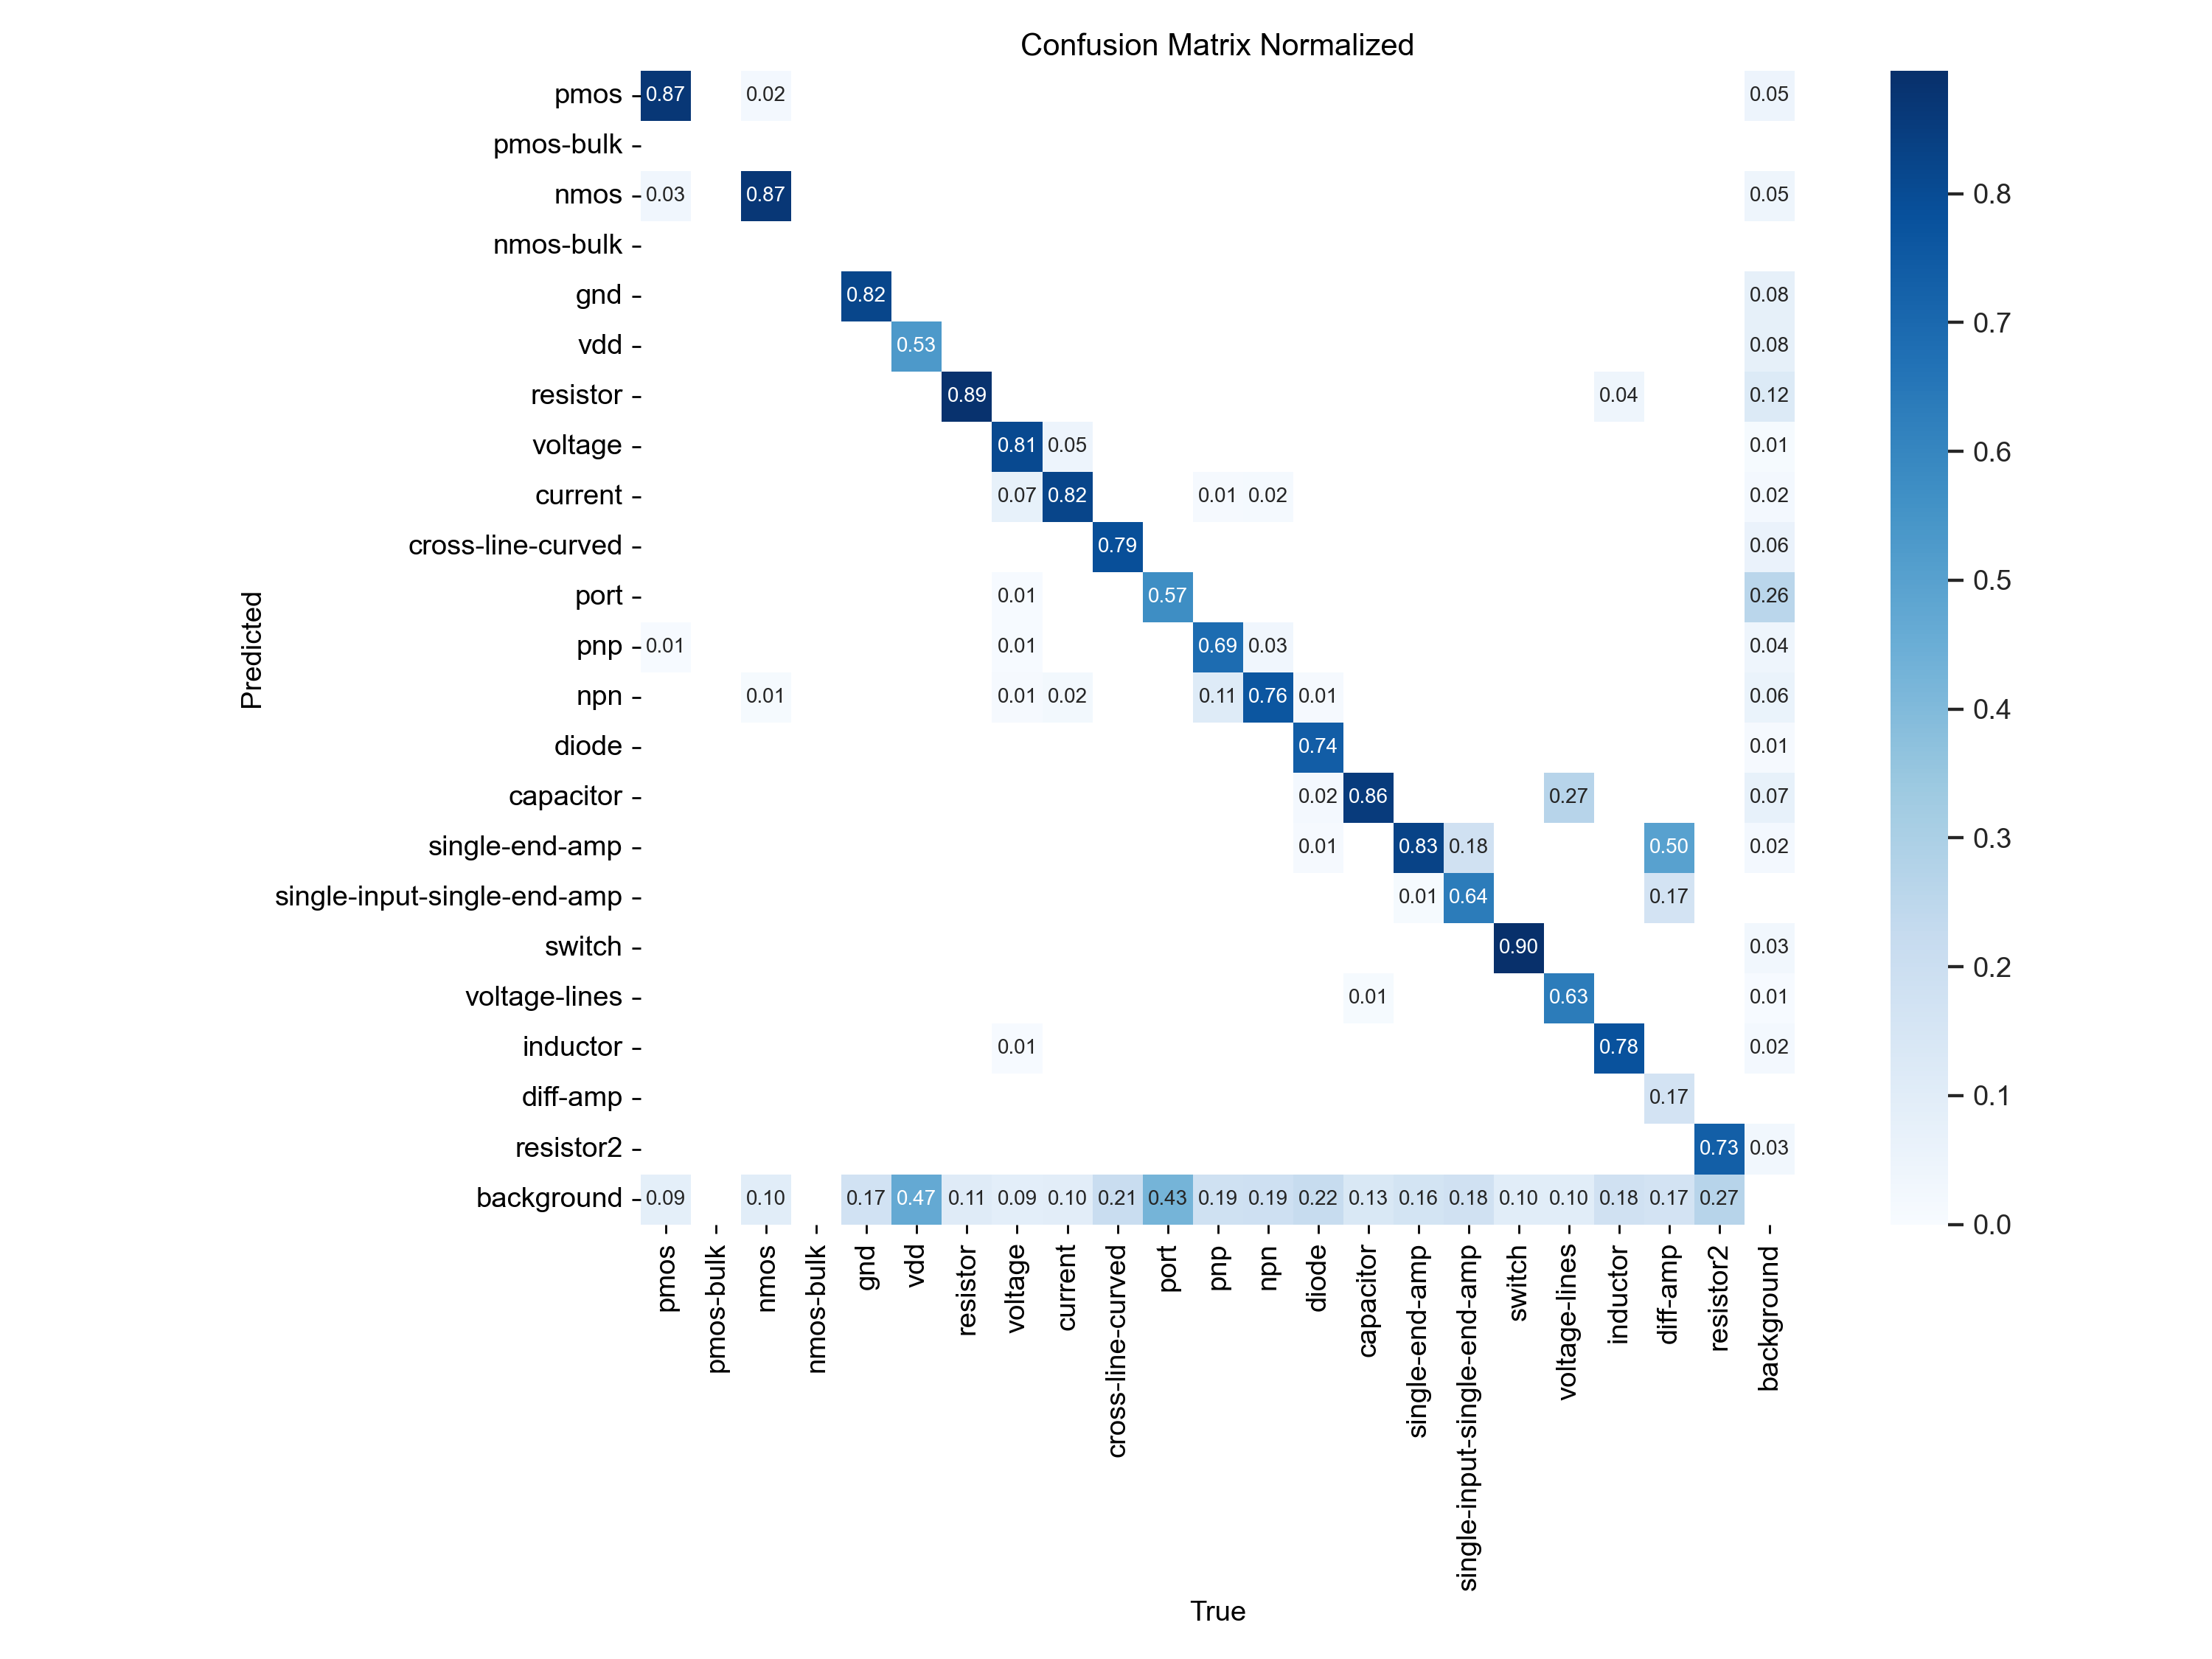 Confusion Matrix Normalized
pmos 0.87 0.02 0.05
pmos-bulk
nmos 0.03 0.87 0.05 0.8
nmos-bulk
gnd 0.82 0.08
vdd 0.53 0.08 0.7
resistor 0.89 0.04 0.12
voltage 0.81 0.05 0.01 0.6
current 0.07 0.82 0.01 0.02 0.02
cross-line-curved 0.79 0.06
port 0.01 0.57 0.26 0.5
Predicted
pnp 0.01 0.01 0.69 0.03 0.04
npn 0.01 0.01 0.02 0.11 0.76 0.01 0.06 0.4
diode 0.74 0.01
capacitor 0.02 0.86 0.27 0.07
single-end-amp 0.01 0.83 0.18 0.50 0.02 0.3
single-input-single-end-amp 0.01 0.64 0.17
switch 0.90 0.03 0.2
voltage-lines 0.01 0.63 0.01
inductor 0.01 0.78 0.02
diff-amp 0.17 0.1
resistor2 0.73 0.03
background 0.09 0.10 0.17 0.47 0.11 0.09 0.10 0.21 0.43 0.19 0.19 0.22 0.13 0.16 0.18 0.10 0.10 0.18 0.17 0.27 0.0
pmos
pmos-bulk
nmos
nmos-bulk
gnd
vdd
resistor
voltage
current
cross-line-curved
port
pnp
npn
diode
capacitor
single-end-amp
single-input-single-end-amp
switch
voltage-lines
inductor
diff-amp
resistor2
background
True